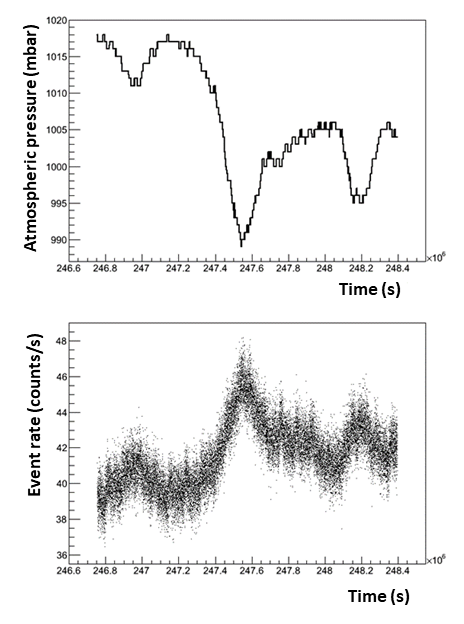 Atmospheric pressure (mbar)
1020
1015
1010
1005
1000
995
990
246.6 246.8 247 247.2 247.4 247.6 247.8 248 248.2 248.4 ×10⁶
Time (s)
Event rate (counts/s)
48
46
44
42
40
38
36
246.6 246.8 247 247.2 247.4 247.6 247.8 248 248.2 248.4 ×10⁶
Time (s)